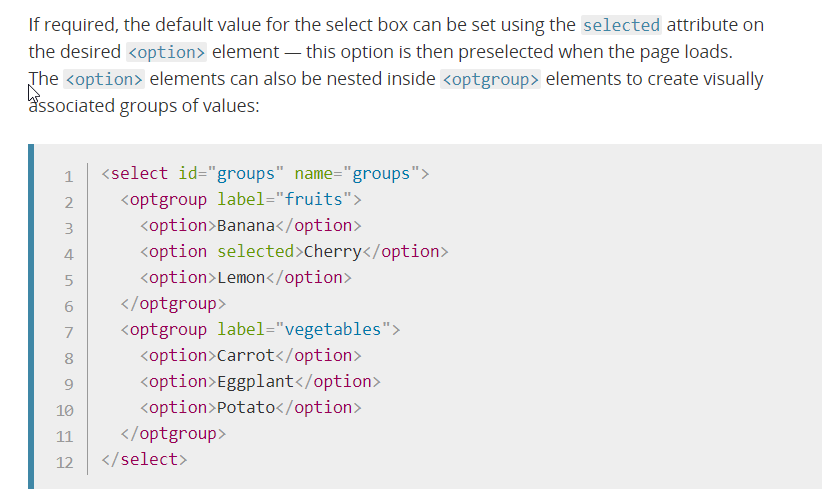 If required, the default value for the select box can be set using the selected attribute on
the desired <option> element — this option is then preselected when the page loads.
The <option> elements can also be nested inside <optgroup> elements to create visually
associated groups of values:
1 <select id="groups" name="groups">
2   <optgroup label="fruits">
3     <option>Banana</option>
4     <option selected>Cherry</option>
5     <option>Lemon</option>
6   </optgroup>
7   <optgroup label="vegetables">
8     <option>Carrot</option>
9     <option>Eggplant</option>
10     <option>Potato</option>
11   </optgroup>
12 </select>